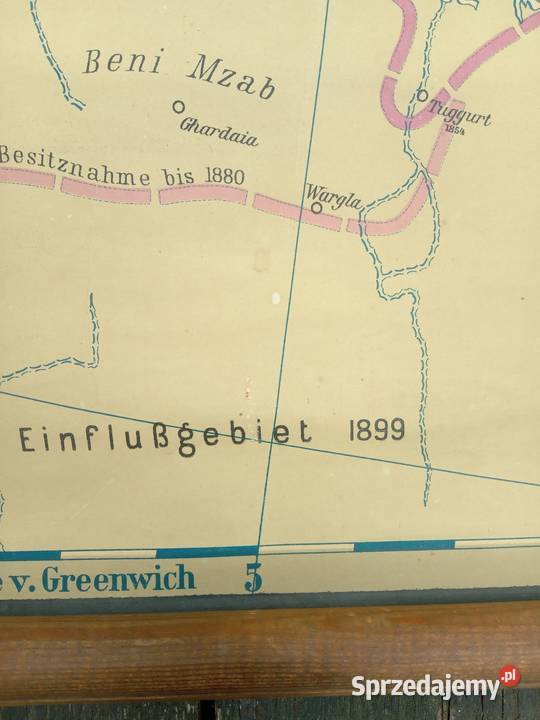 Beni Mzab
Ghardaia
Tuggurt
1854
Besitznahme bis 1880
Wargla
Einflußgebiet 1899
e v. Greenwich 5
Sprzedajemy.pl